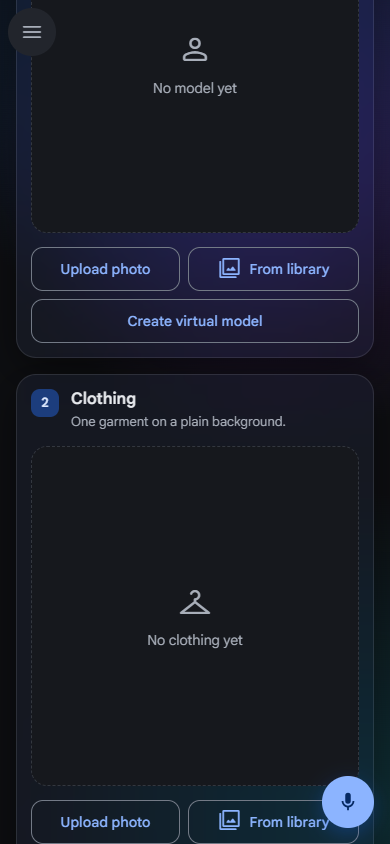 No model yet
Upload photo
From library
Create virtual model
2
Clothing
One garment on a plain background.
No clothing yet
Upload photo
From library